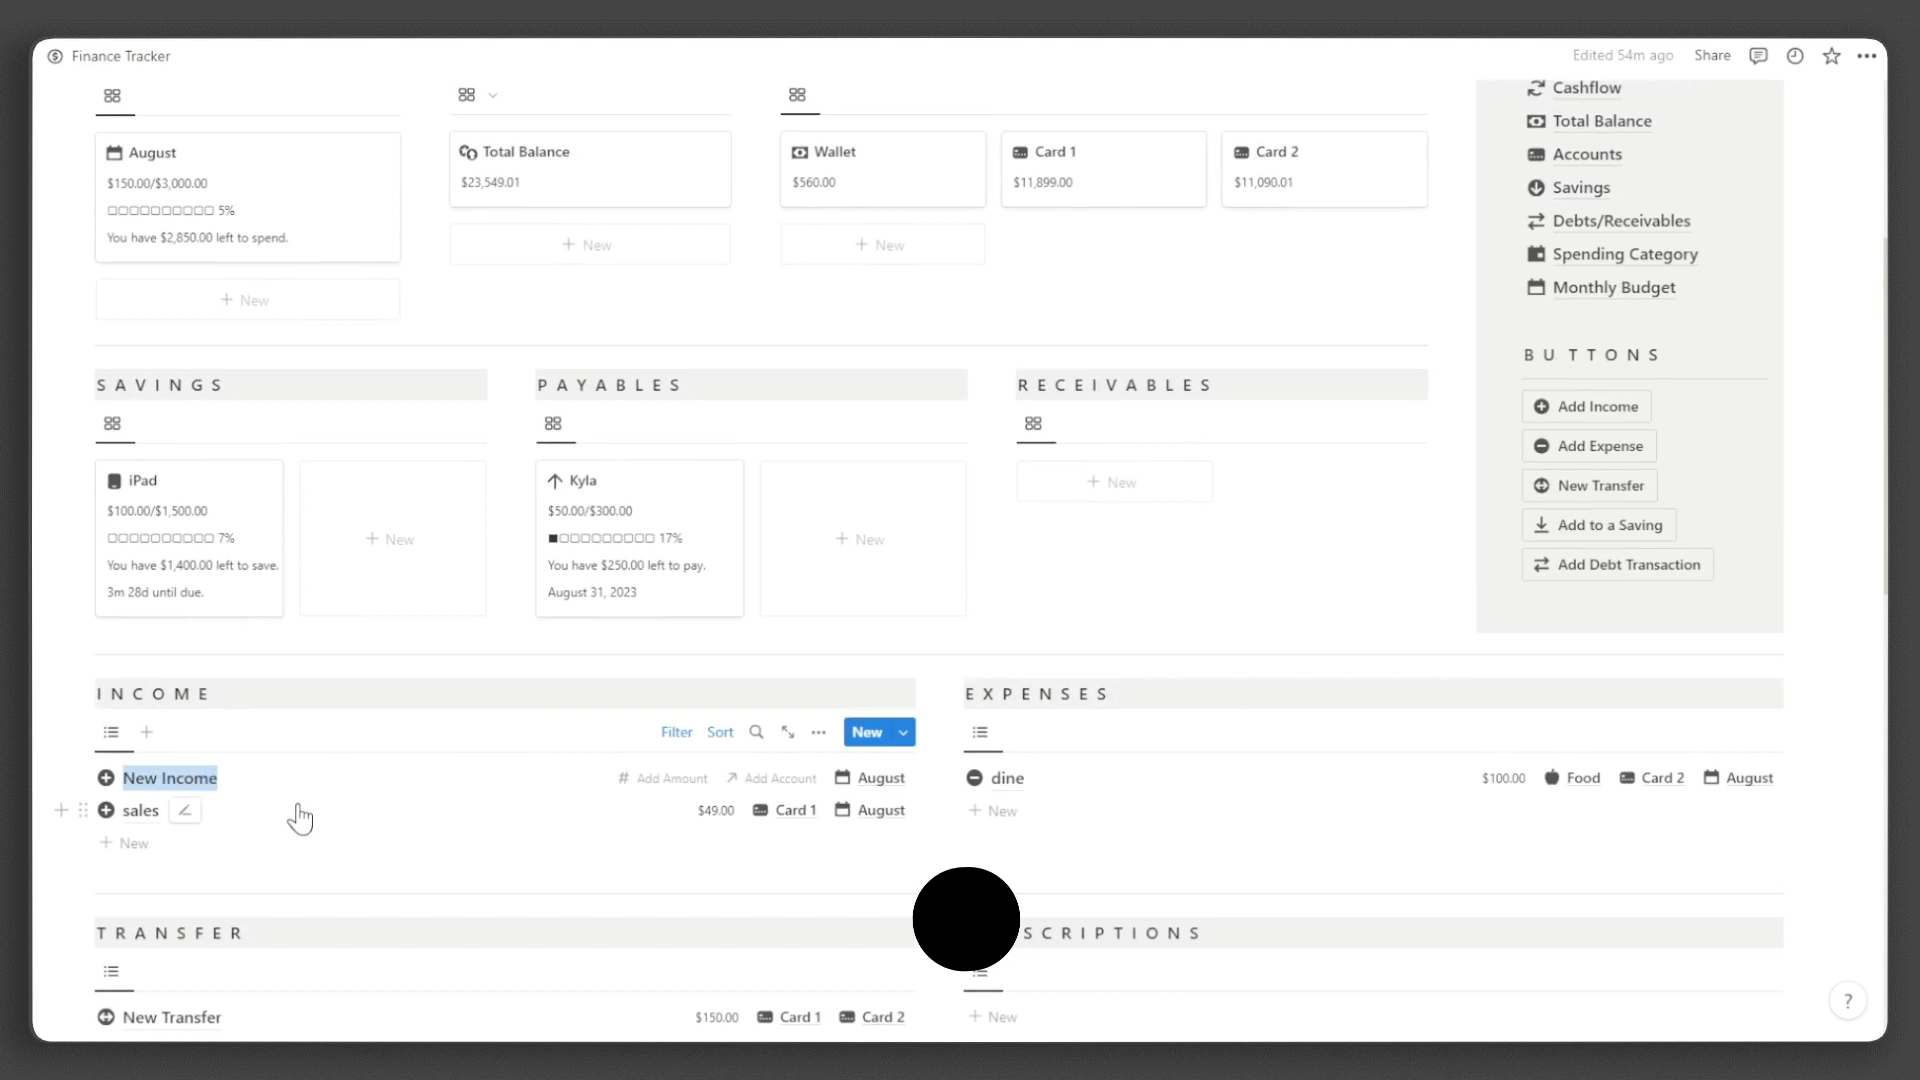 Finance Tracker
Edited 54m ago Share
August
$150.00/$3,000.00
5%
You have $2,850.00 left to spend.
New
Total Balance
$23,549.01
New
Wallet
$560.00
New
Card 1
$11,899.00
Card 2
$11,090.01
Cashflow
Total Balance
Accounts
Savings
Debts/Receivables
Spending Category
Monthly Budget
BUTTONS
Add Income
Add Expense
New Transfer
Add to a Saving
Add Debt Transaction
SAVINGS
iPad
$100.00/$1,500.00
7%
You have $1,400.00 left to save.
3m 28d until due.
New
PAYABLES
Kyla
$50.00/$300.00
17%
You have $250.00 left to pay.
August 31, 2023
New
RECEIVABLES
New
INCOME
Filter Sort New
New Income # Add Amount Add Account August
sales $49.00 Card 1 August
New
EXPENSES
dine $100.00 Food Card 2 August
New
TRANSFER
New Transfer $150.00 Card 1 Card 2
SCRIPTIONS
New
?